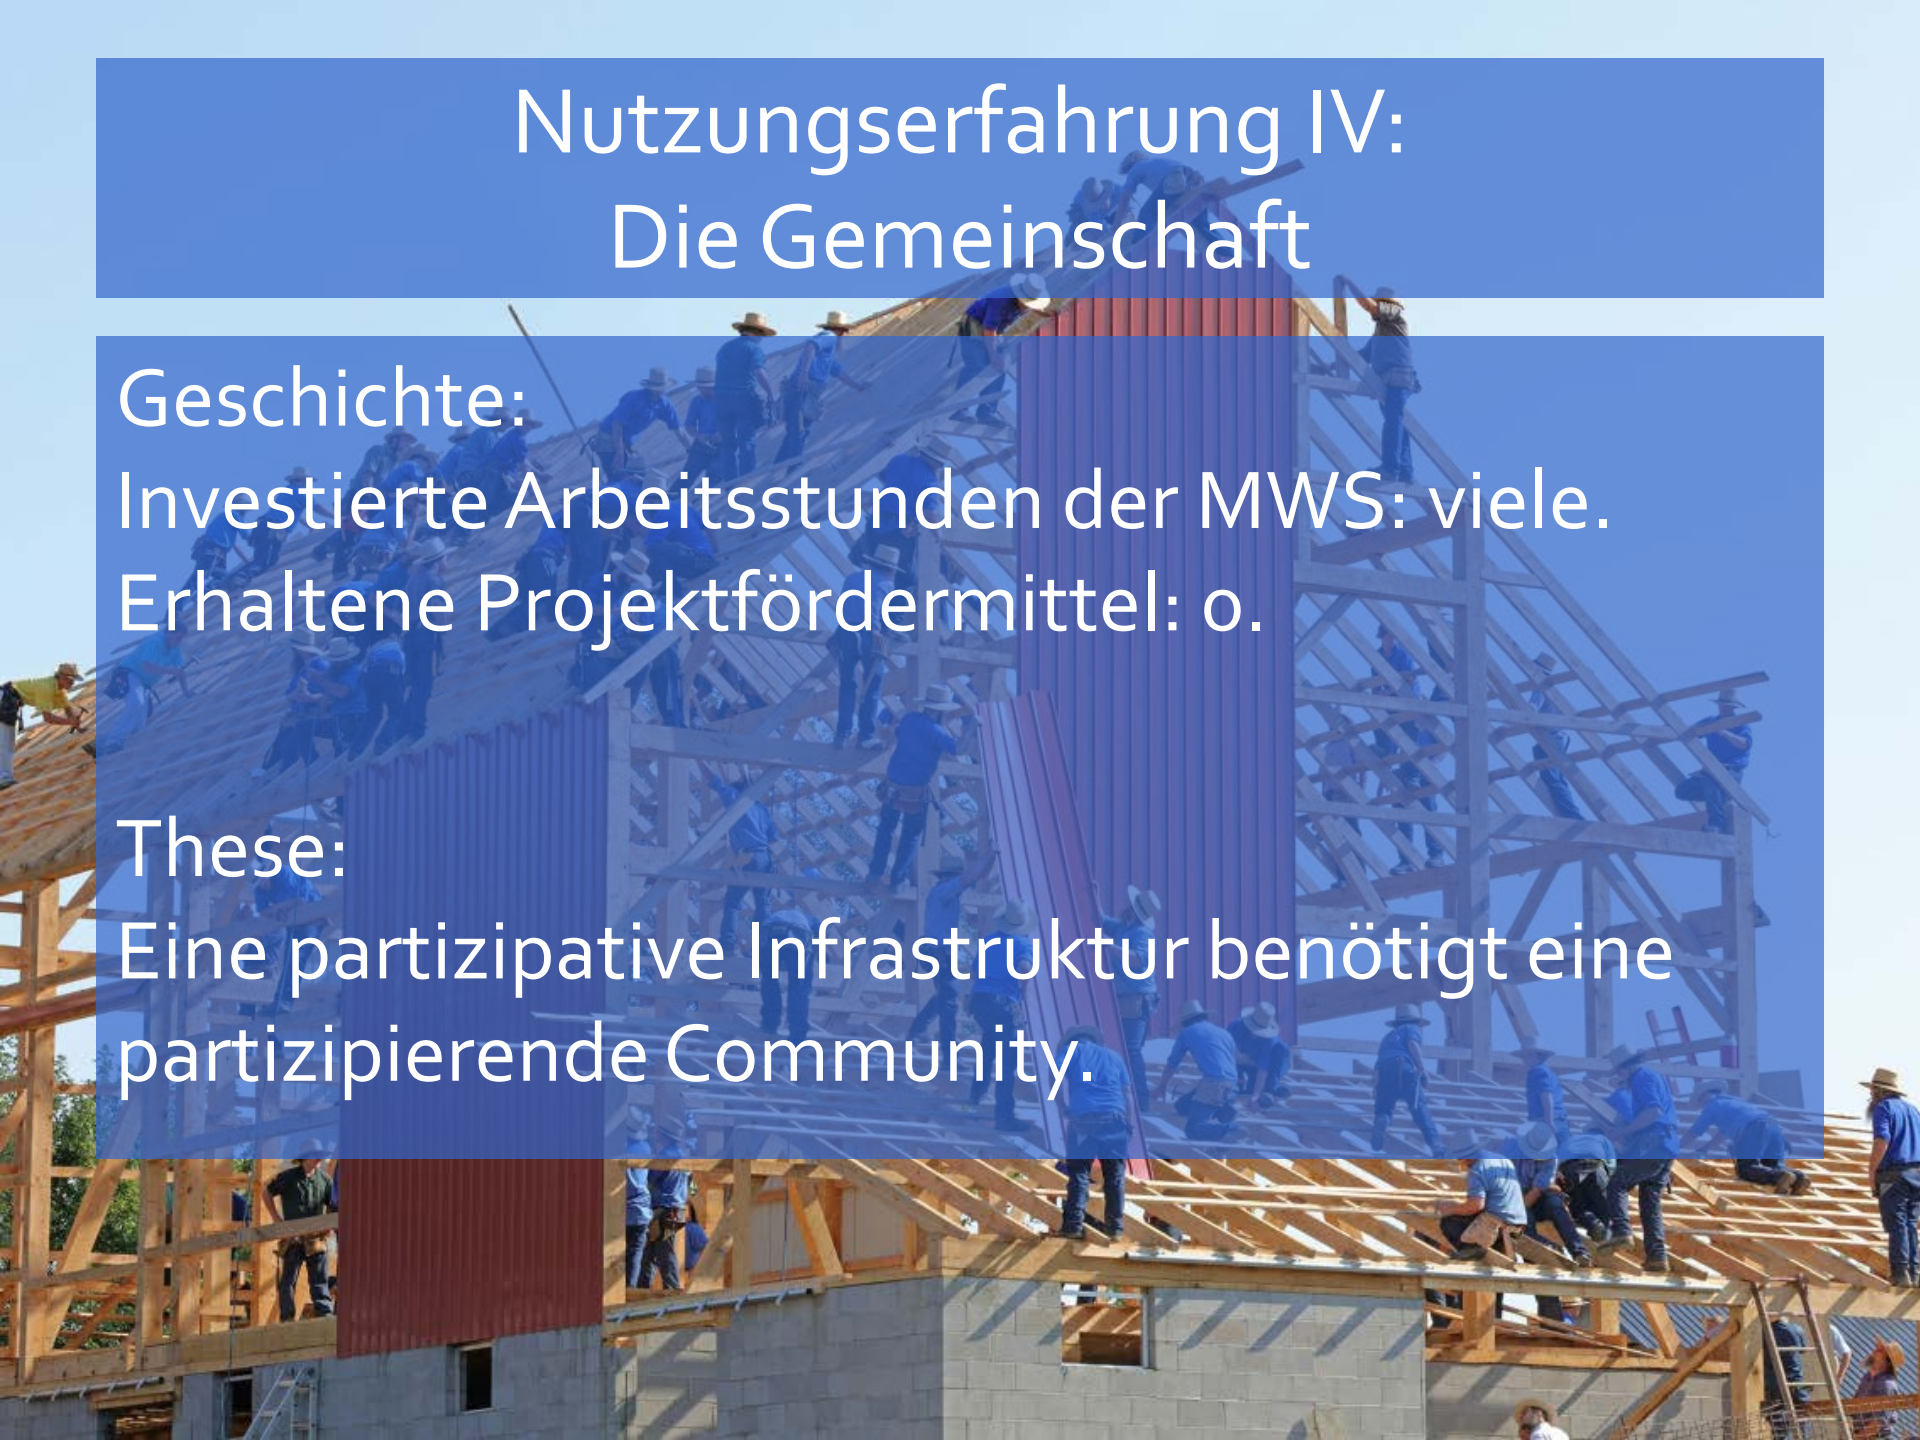 Nutzungserfahrung IV:
Die Gemeinschaft
Geschichte:
Investierte Arbeitsstunden der MWS: viele.
Erhaltene Projektfördermittel: 0.
These:
Eine partizipative Infrastruktur benötigt eine
partizipierende Community.